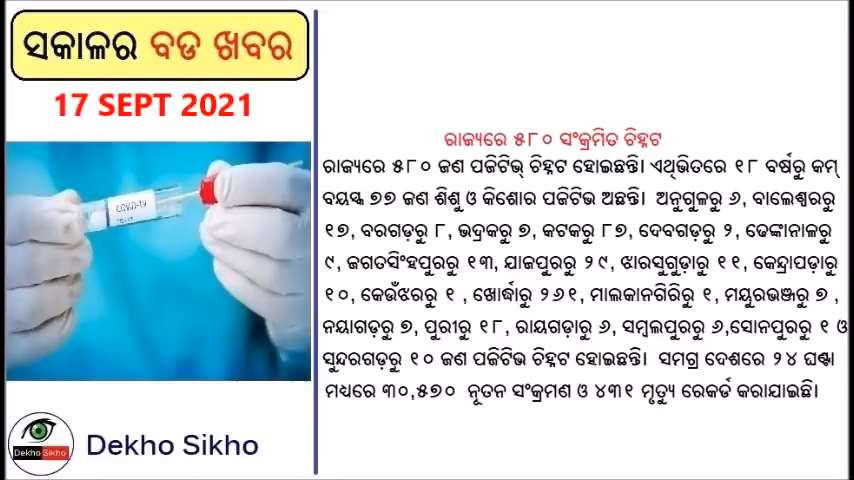 ସକାଳର ବଡ ଖବର
17 SEPT 2021
ରାଜ୍ୟରେ ୫୮୦ ସଂକ୍ରମିତ ଚିହ୍ନଟ
ରାଜ୍ୟରେ ୫୮୦ ଜଣ ପଜିଟିଭ୍ ଚିହ୍ନଟ ହୋଇଛନ୍ତି। ଏଥିଭିତରେ ୧୮ ବର୍ଷରୁ କମ୍
ବୟସ୍କ ୭୭ ଜଣ ଶିଶୁ ଓ କିଶୋର ପଜିଟିଭ ଅଛନ୍ତି। ଅନୁଗୁଳରୁ ୬, ବାଲେଶ୍ୱରରୁ
୧୭, ବରଗଡ଼ରୁ ୮, ଭଦ୍ରକରୁ ୭, କଟକରୁ ୮୭, ଦେବଗଡ଼ରୁ ୨, ଢେଙ୍କାନାଳରୁ
୯, ଜଗତସିଂହପୁରରୁ ୧୩, ଯାଜପୁରରୁ ୨୯, ଝାରସୁଗୁଡ଼ାରୁ ୧୧, କେନ୍ଦ୍ରାପଡ଼ାରୁ
୧୦, କେଉଁଝରରୁ ୧ , ଖୋର୍ଦ୍ଧାରୁ ୨୬୧, ମାଲକାନଗିରିରୁ ୧, ମୟୁରଭଞ୍ଜରୁ ୭ ,
ନୟାଗଡ଼ରୁ ୭, ପୁରୀରୁ ୧୮, ରାୟଗଡ଼ାରୁ ୬, ସମ୍ବଲପୁରରୁ ୬,ସୋନପୁରରୁ ୧ ଓ
ସୁନ୍ଦରଗଡ଼ରୁ ୧୦ ଜଣ ପଜିଟିଭ ଚିହ୍ନଟ ହୋଇଛନ୍ତି। ସମଗ୍ର ଦେଶରେ ୨୪ ଘଣ୍ଟା
ମଧ୍ୟରେ ୩୦,୫୭୦ ନୂତନ ସଂକ୍ରମଣ ଓ ୪୩୧ ମୃତ୍ୟୁ ରେକର୍ଡ କରାଯାଇଛି।
COVID-19
Dekho Sikho
Dekho Sikho